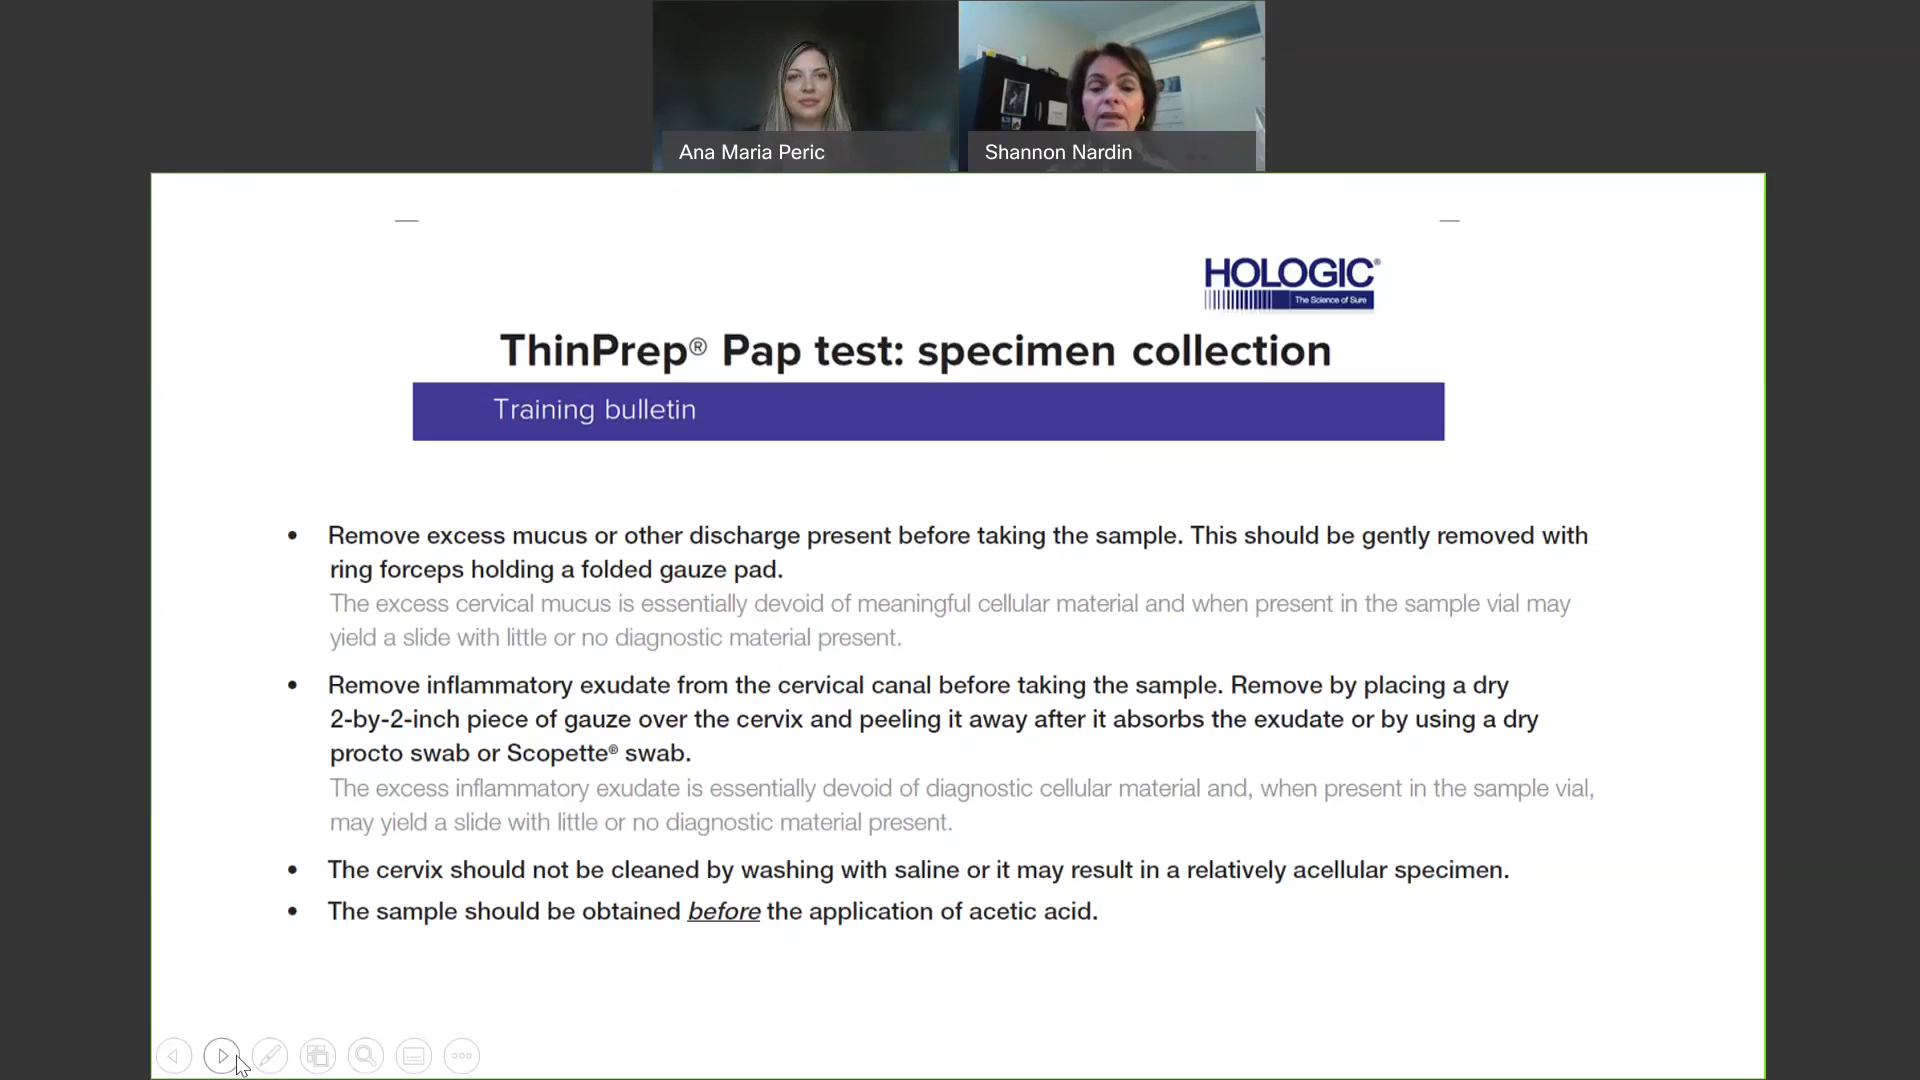 Ana Maria Peric
Shannon Nardin
HOLOGIC®
The Science of Sure
ThinPrep® Pap test: specimen collection
Training bulletin
• Remove excess mucus or other discharge present before taking the sample. This should be gently removed with
ring forceps holding a folded gauze pad.
The excess cervical mucus is essentially devoid of meaningful cellular material and when present in the sample vial may
yield a slide with little or no diagnostic material present.
• Remove inflammatory exudate from the cervical canal before taking the sample. Remove by placing a dry
2-by-2-inch piece of gauze over the cervix and peeling it away after it absorbs the exudate or by using a dry
procto swab or Scopette® swab.
The excess inflammatory exudate is essentially devoid of diagnostic cellular material and, when present in the sample vial,
may yield a slide with little or no diagnostic material present.
• The cervix should not be cleaned by washing with saline or it may result in a relatively acellular specimen.
• The sample should be obtained before the application of acetic acid.